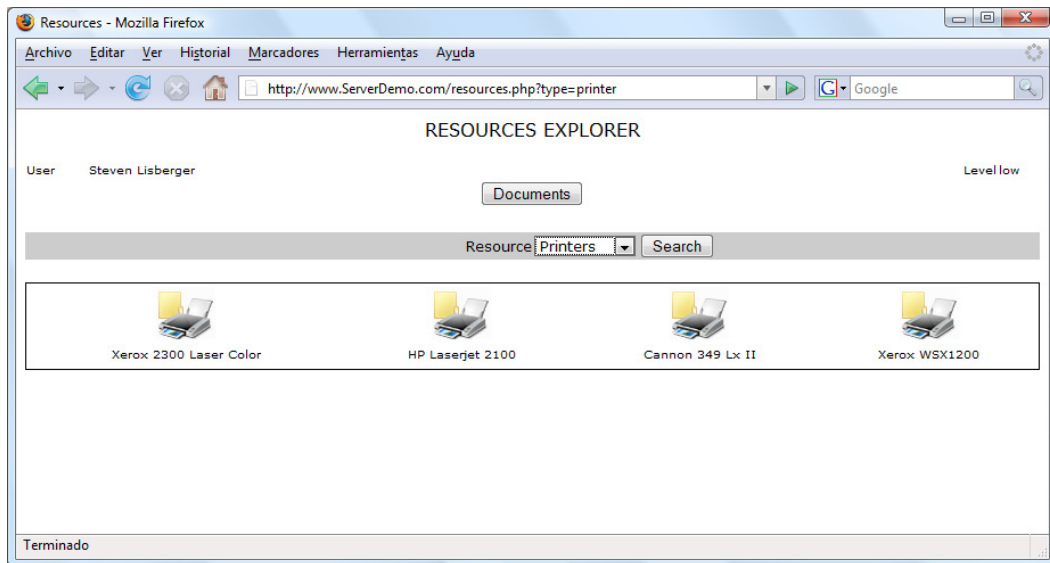 Resources - Mozilla Firefox
Archivo Editar Ver Historial Marcadores Herramientas Ayuda
http://www.ServerDemo.com/resources.php?type=printer G Google
RESOURCES EXPLORER
User Steven Lisberger Level low
Documents
Resource Printers Search
Xerox 2300 Laser Color HP Laserjet 2100 Cannon 349 Lx II Xerox WSX1200
Terminado